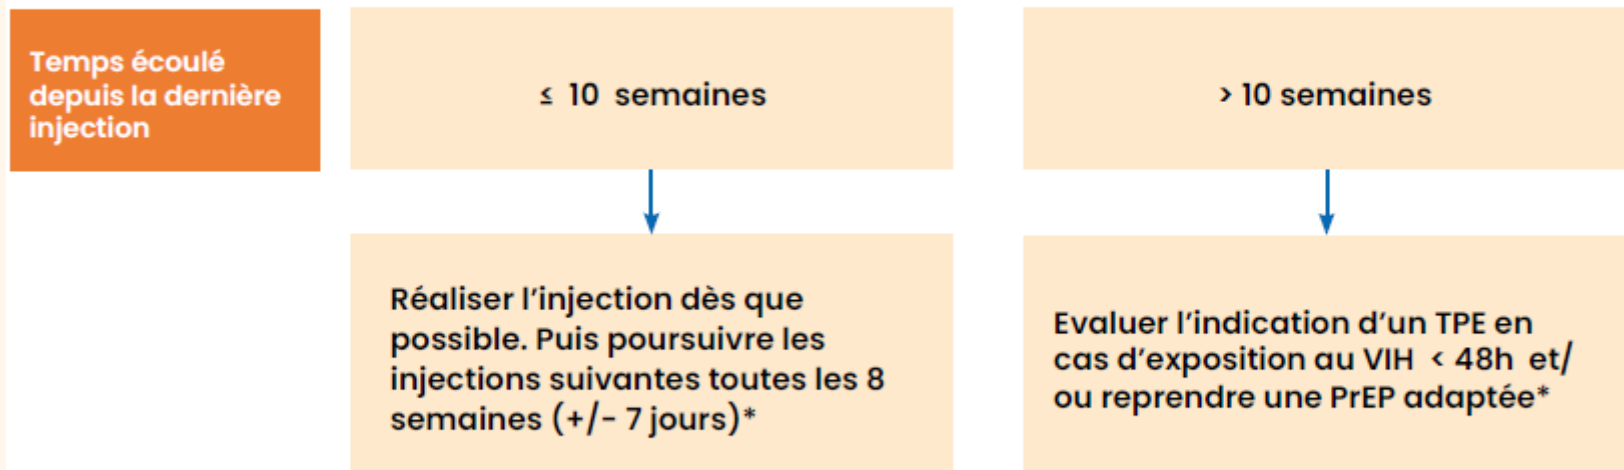 Temps écoulé
depuis la dernière
injection
≤ 10 semaines
> 10 semaines
Réaliser l'injection dès que
possible. Puis poursuivre les
injections suivantes toutes les 8
semaines (+/- 7 jours)*
Evaluer l'indication d'un TPE en
cas d'exposition au VIH < 48h et/
ou reprendre une PrEP adaptée*